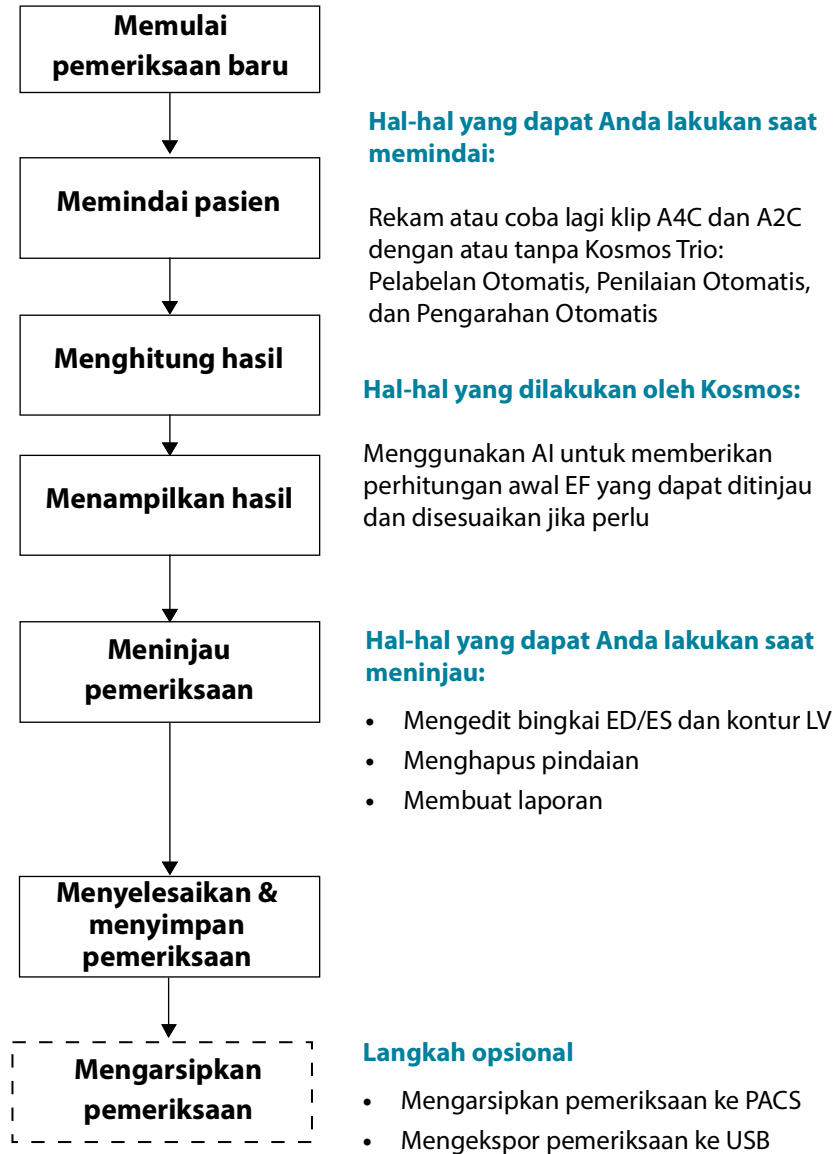 Memulai
pemeriksaan baru
Hal-hal yang dapat Anda lakukan saat
memindai:
Memindai pasien
Rekam atau coba lagi klip A4C dan A2C
dengan atau tanpa Kosmos Trio:
Pelabelan Otomatis, Penilaian Otomatis,
dan Pengarahan Otomatis
Menghitung hasil
Hal-hal yang dilakukan oleh Kosmos:
Menggunakan AI untuk memberikan
perhitungan awal EF yang dapat ditinjau
dan disesuaikan jika perlu
Menampilkan hasil
Meninjau
pemeriksaan
Hal-hal yang dapat Anda lakukan saat
meninjau:
• Mengedit bingkai ED/ES dan kontur LV
• Menghapus pindaian
• Membuat laporan
Menyelesaikan &
menyimpan
pemeriksaan
Mengarsipkan
pemeriksaan
Langkah opsional
• Mengarsipkan pemeriksaan ke PACS
• Mengekspor pemeriksaan ke USB